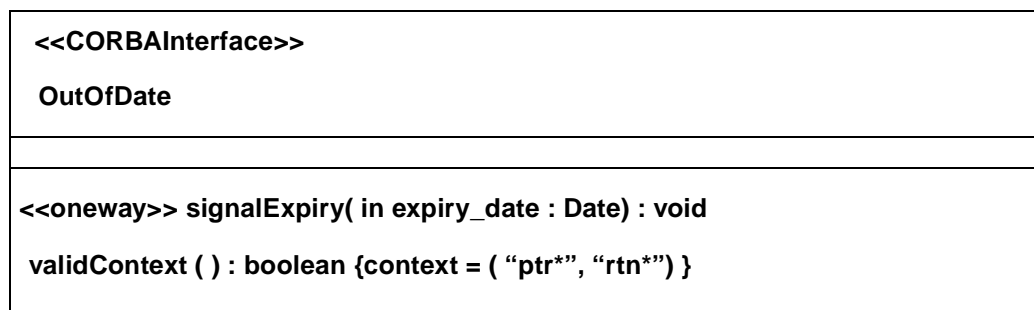 <<CORBAInterface>>
OutOfDate
<<oneway>> signalExpiry( in expiry_date : Date) : void
validContext ( ) : boolean {context = ( “ptr*”, “rtn*”) }